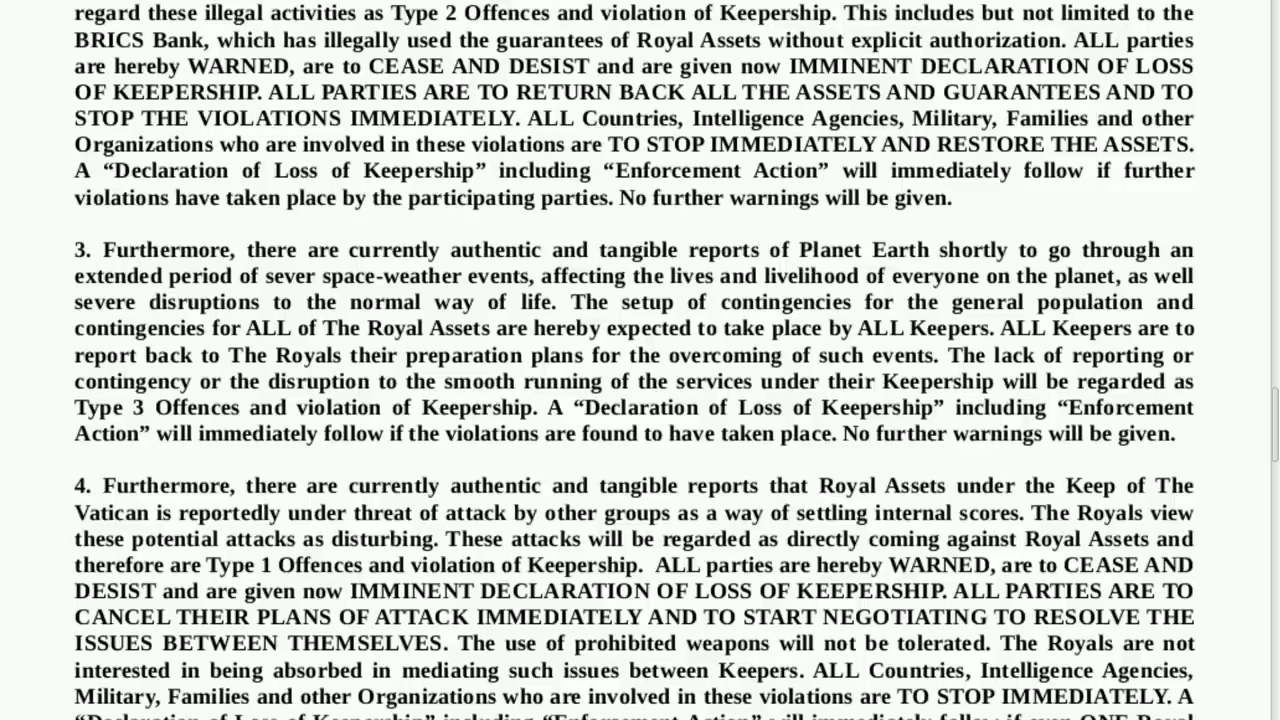 regard these illegal activities as Type 2 Offences and violation of Keepership. This includes but not limited to the
BRICS Bank, which has illegally used the guarantees of Royal Assets without explicit authorization. ALL parties
are hereby WARNED, are to CEASE AND DESIST and are given now IMMINENT DECLARATION OF LOSS
OF KEEPERSHIP. ALL PARTIES ARE TO RETURN BACK ALL THE ASSETS AND GUARANTEES AND TO
STOP THE VIOLATIONS IMMEDIATELY. ALL Countries, Intelligence Agencies, Military, Families and other
Organizations who are involved in these violations are TO STOP IMMEDIATELY AND RESTORE THE ASSETS.
A “Declaration of Loss of Keepership” including “Enforcement Action” will immediately follow if further
violations have taken place by the participating parties. No further warnings will be given.
3. Furthermore, there are currently authentic and tangible reports of Planet Earth shortly to go through an
extended period of sever space-weather events, affecting the lives and livelihood of everyone on the planet, as well
severe disruptions to the normal way of life. The setup of contingencies for the general population and
contingencies for ALL of The Royal Assets are hereby expected to take place by ALL Keepers. ALL Keepers are to
report back to The Royals their preparation plans for the overcoming of such events. The lack of reporting or
contingency or the disruption to the smooth running of the services under their Keepership will be regarded as
Type 3 Offences and violation of Keepership. A “Declaration of Loss of Keepership” including “Enforcement
Action” will immediately follow if the violations are found to have taken place. No further warnings will be given.
4. Furthermore, there are currently authentic and tangible reports that Royal Assets under the Keep of The
Vatican is reportedly under threat of attack by other groups as a way of settling internal scores. The Royals view
these potential attacks as disturbing. These attacks will be regarded as directly coming against Royal Assets and
therefore are Type 1 Offences and violation of Keepership. ALL parties are hereby WARNED, are to CEASE AND
DESIST and are given now IMMINENT DECLARATION OF LOSS OF KEEPERSHIP. ALL PARTIES ARE TO
CANCEL THEIR PLANS OF ATTACK IMMEDIATELY AND TO START NEGOTIATING TO RESOLVE THE
ISSUES BETWEEN THEMSELVES. The use of prohibited weapons will not be tolerated. The Royals are not
interested in being absorbed in mediating such issues between Keepers. ALL Countries, Intelligence Agencies,
Military, Families and other Organizations who are involved in these violations are TO STOP IMMEDIATELY. A
“Declaration of Loss of Keepership” including “Enforcement Action” will immediately follow if even ONE Royal